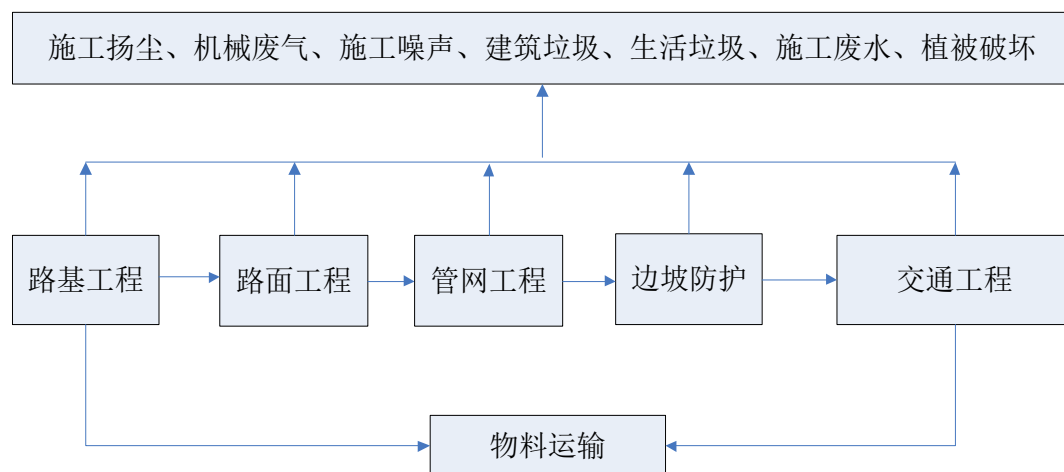 施工扬尘、机械废气、施工噪声、建筑垃圾、生活垃圾、施工废水、植被破坏
路基工程
路面工程
管网工程
边坡防护
交通工程
物料运输